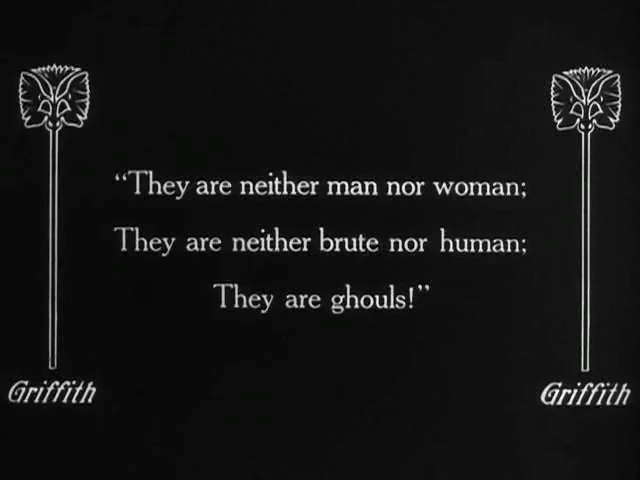 “They are neither man nor woman;
They are neither brute nor human;
They are ghouls!”
Griffith
Griffith